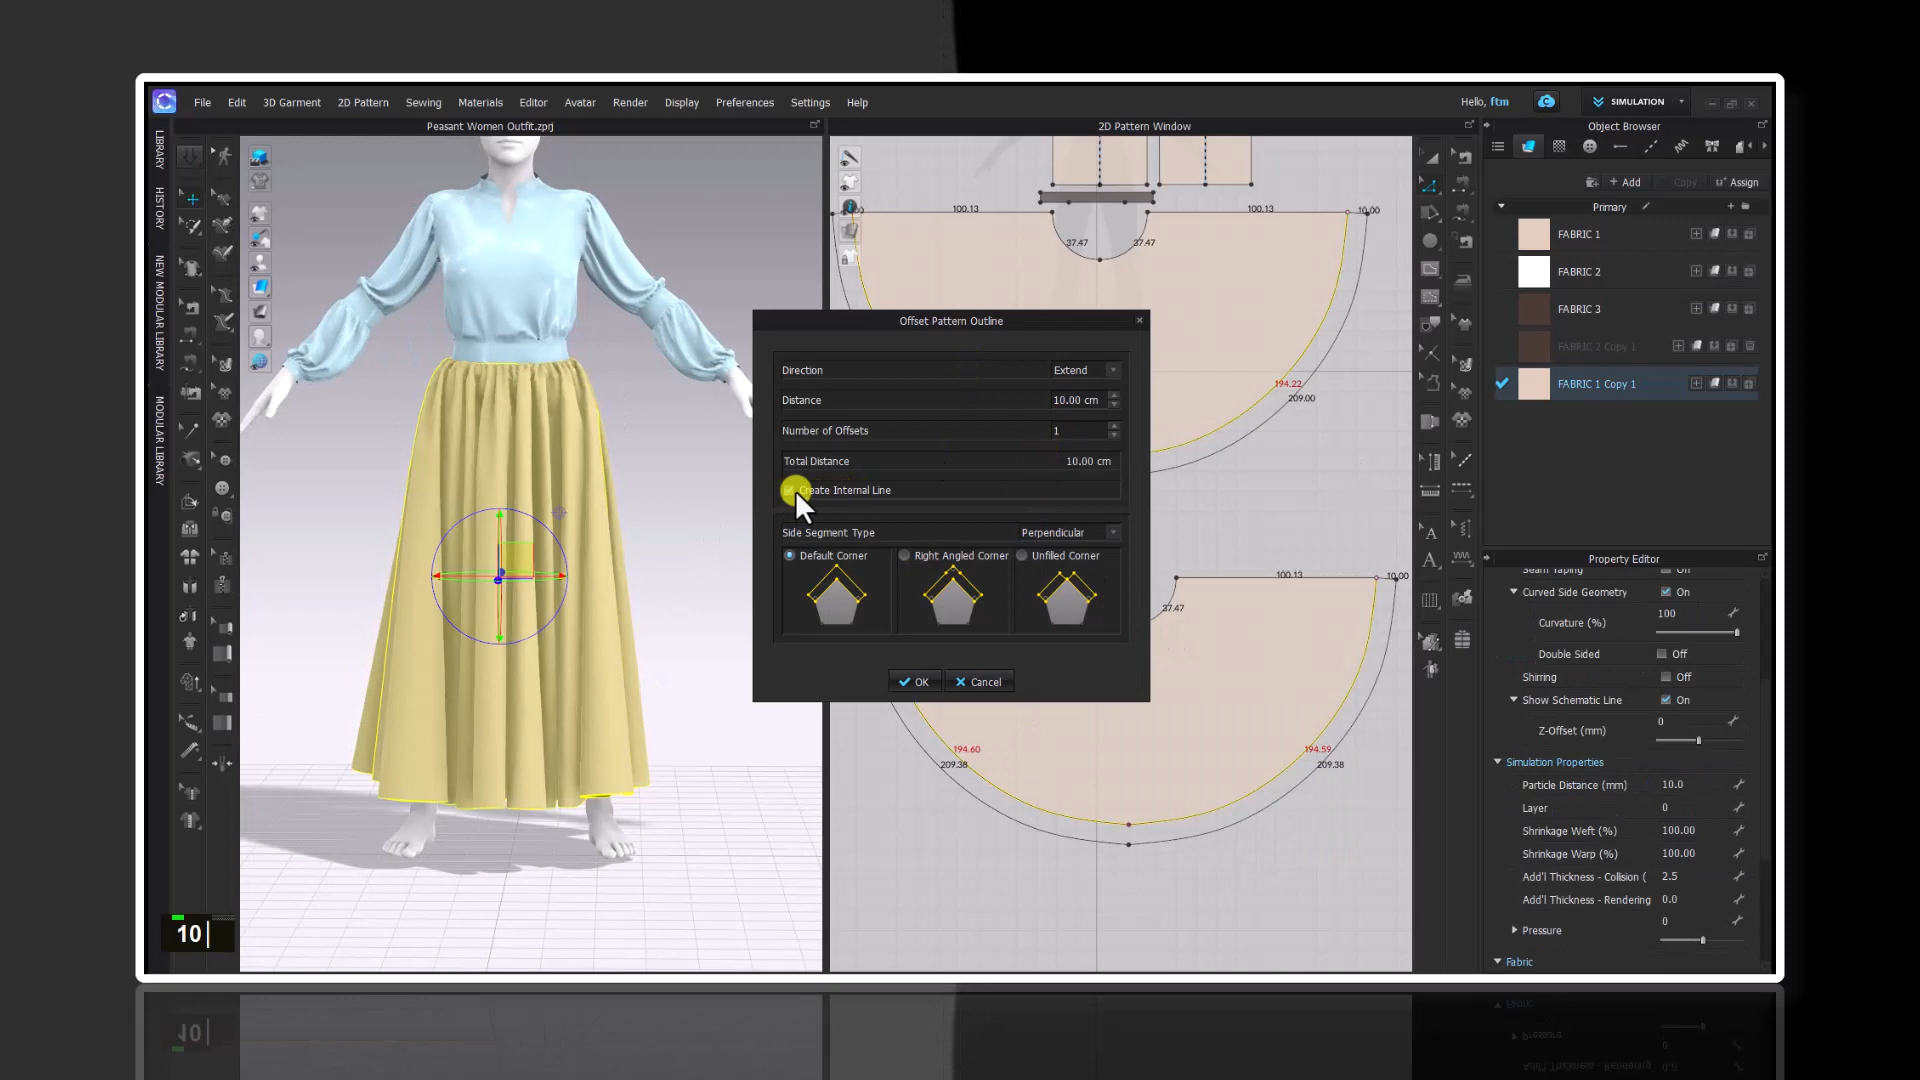 File Edit 3D Garment 2D Pattern Sewing Materials Editor Avatar Render Display Preferences Settings Help
Hello, ftm
SIMULATION
Peasant Women Outfit.zprj
2D Pattern Window
Object Browser
LIBRARY
HISTORY
NEW MODULAR LIBRARY
MODULAR LIBRARY
+ Add
Copy
Assign
Primary
FABRIC 1
FABRIC 2
FABRIC 3
FABRIC 2 Copy 1
FABRIC 1 Copy 1
100.13
100.13
10.00
37.47
37.47
194.22
209.00
Offset Pattern Outline
Direction
Extend
Distance
10.00 cm
Number of Offsets
1
Total Distance
10.00 cm
Create Internal Line
Side Segment Type
Perpendicular
Default Corner
Right Angled Corner
Unfilled Corner
OK
Cancel
100.13
10.00
37.47
194.60
209.38
194.59
209.38
Property Editor
Seam Taping
On
Curved Side Geometry
On
Curvature (%)
100
Double Sided
Off
Shirring
Off
Show Schematic Line
On
Z-Offset (mm)
0
Simulation Properties
Particle Distance (mm)
10.0
Layer
0
Shrinkage Weft (%)
100.00
Shrinkage Warp (%)
100.00
Add'l Thickness - Collision (
2.5
Add'l Thickness - Rendering
0.0
Pressure
0
Fabric
10